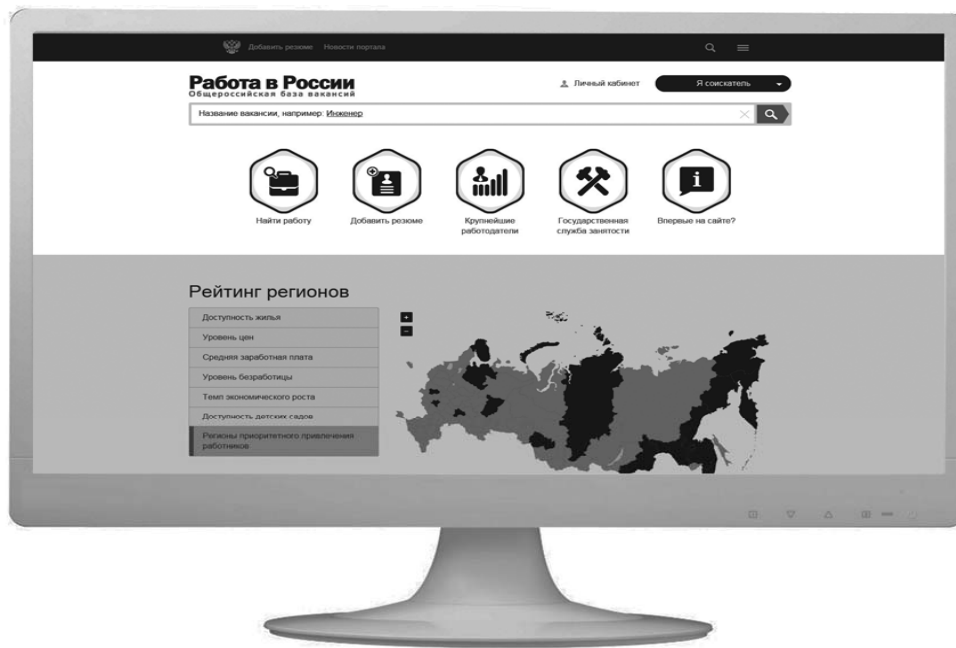 Добавить резюме Новости портала
Работа в России
Общероссийская база вакансий
Личный кабинет
Я соискатель
Название вакансии, например: Инженер
Найти работу
Добавить резюме
Крупнейшие
работодатели
Государственная
служба занятости
Впервые на сайте?
Рейтинг регионов
Доступность жилья
Уровень цен
Средняя заработная плата
Уровень безработицы
Темп экономического роста
Доступность детских садов
Регионы приоритетного привлечения
работников